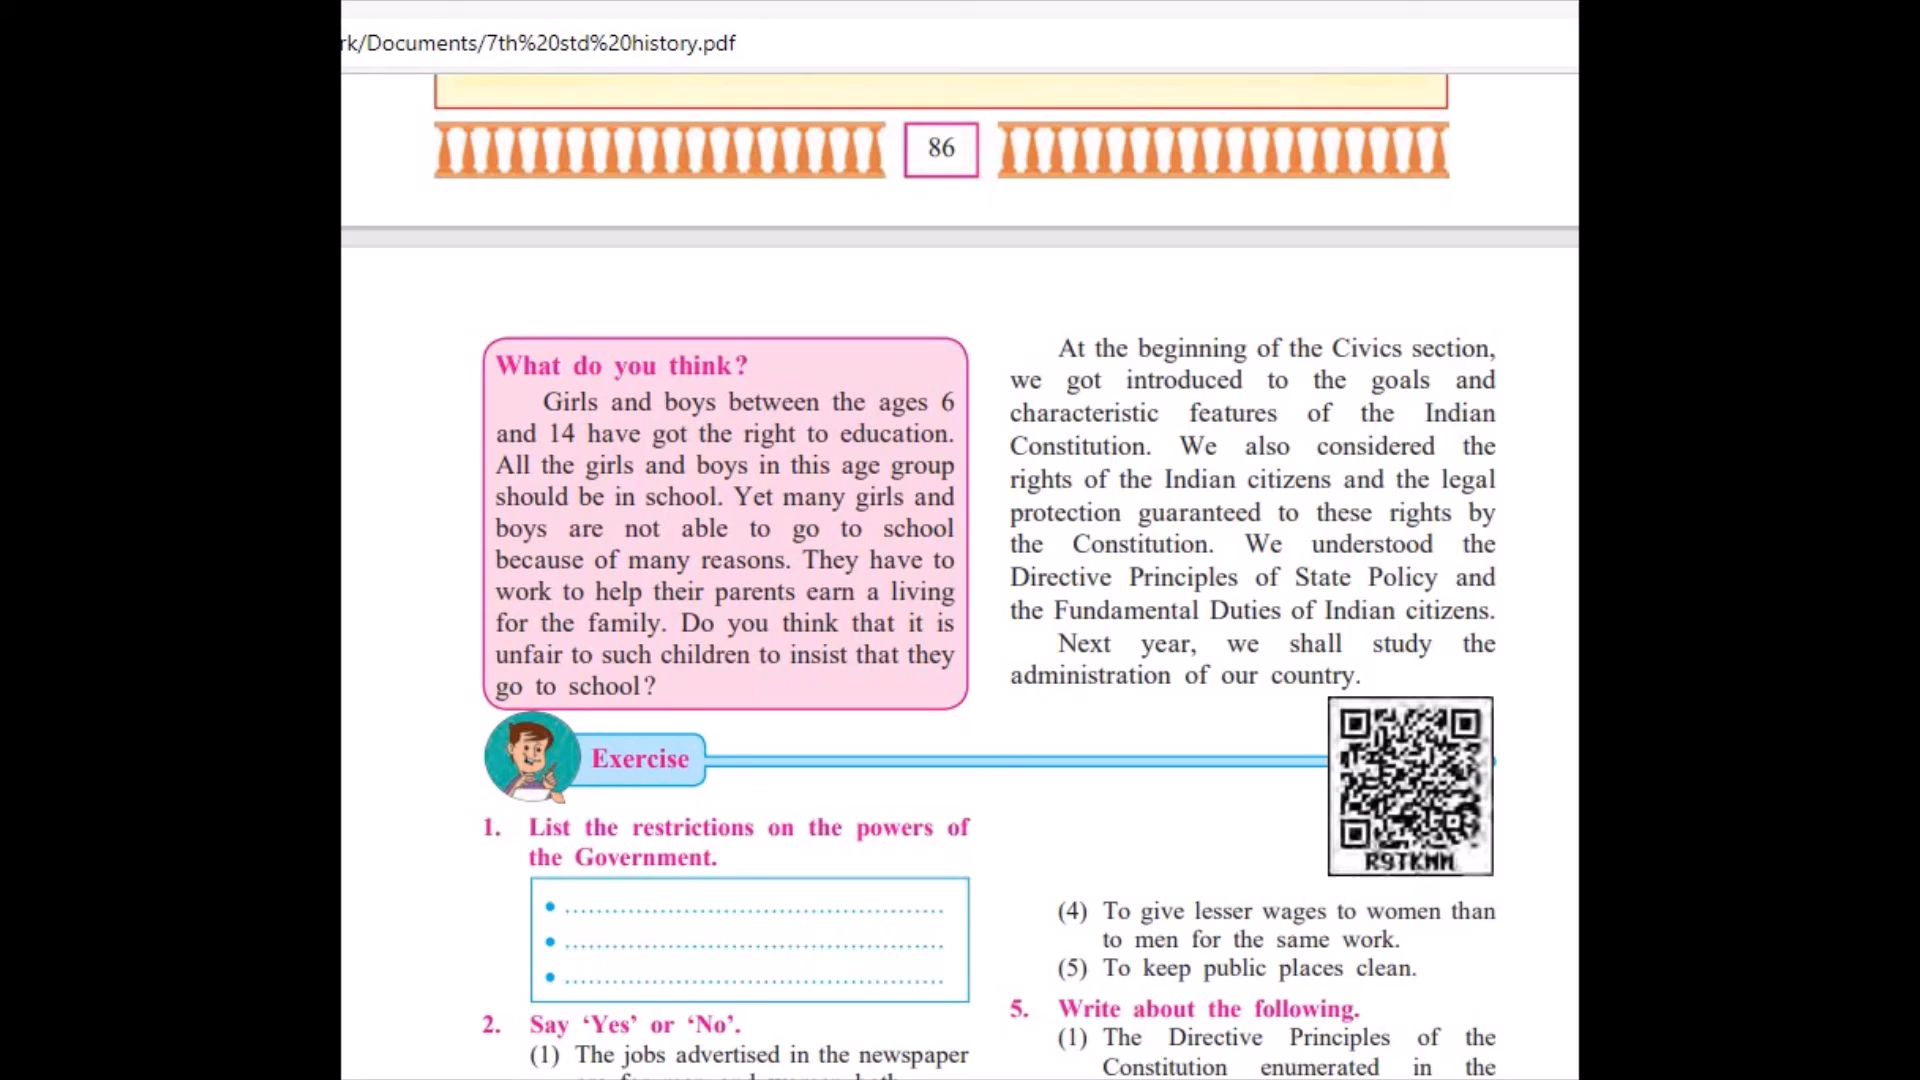 rk/Documents/7th%20std%20history.pdf
86
What do you think?
Girls and boys between the ages 6
and 14 have got the right to education.
All the girls and boys in this age group
should be in school. Yet many girls and
boys are not able to go to school
because of many reasons. They have to
work to help their parents earn a living
for the family. Do you think that it is
unfair to such children to insist that they
go to school?
At the beginning of the Civics section,
we got introduced to the goals and
characteristic features of the Indian
Constitution. We also considered the
rights of the Indian citizens and the legal
protection guaranteed to these rights by
the Constitution. We understood the
Directive Principles of State Policy and
the Fundamental Duties of Indian citizens.
Next year, we shall study the
administration of our country.
Exercise
R9TKMM
1. List the restrictions on the powers of
the Government.
2. Say ‘Yes’ or ‘No’.
(1) The jobs advertised in the newspaper
(4) To give lesser wages to women than
to men for the same work.
(5) To keep public places clean.
5. Write about the following.
(1) The Directive Principles of the
Constitution enumerated in the